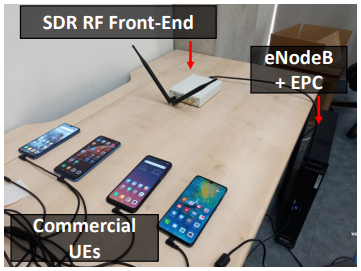 SDR RF Front-End
eNodeB
+ EPC
Commercial
UEs